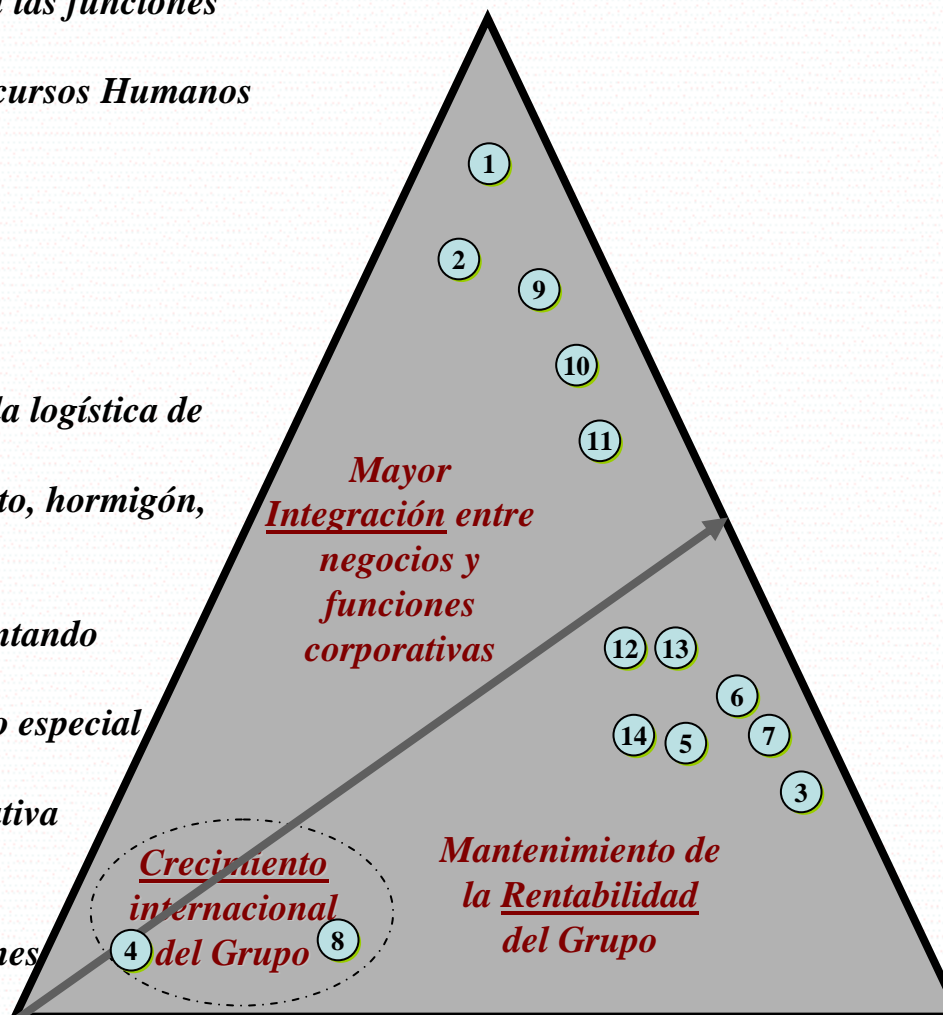 las funciones
cursos Humanos
1
2
9
10
la logística de
11
Mayor
to, hormigón,
Integración entre
negocios y
funciones
ntando
corporativas
12
13
6
o especial
14
5
7
3
ativa
Mantenimiento de
Crecimiento
la Rentabilidad
internacional
del Grupo
4
del Grupo
8
nes